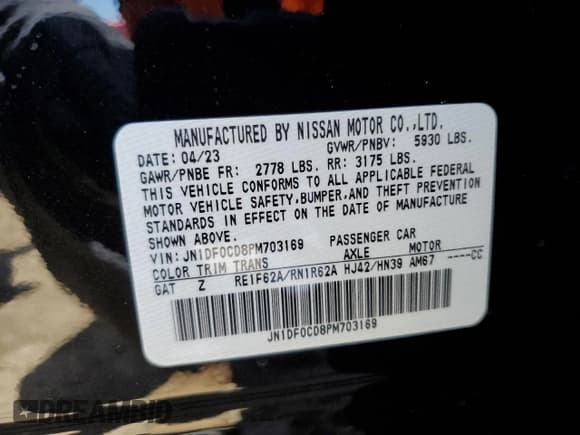 MANUFACTURED BY NISSAN MOTOR CO.,LTD.
DATE: 04/23 GVWR/PNBV: 5930 LBS.
GAWR/PNBE FR: 2778 LBS. RR: 3175 LBS.
THIS VEHICLE CONFORMS TO ALL APPLICABLE FEDERAL
MOTOR VEHICLE SAFETY,BUMPER,AND THEFT PREVENTION
STANDARDS IN EFFECT ON THE DATE OF MANUFACTURE
SHOWN ABOVE.
VIN: JN1DF0CD8PM703169 PASSENGER CAR
COLOR TRIM TRANS AXLE MOTOR
GAT Z RE1F62A/RN1R62A HJ42/HN39 AM67 ----CC
JN1DF0CD8PM703169
DREAMBID